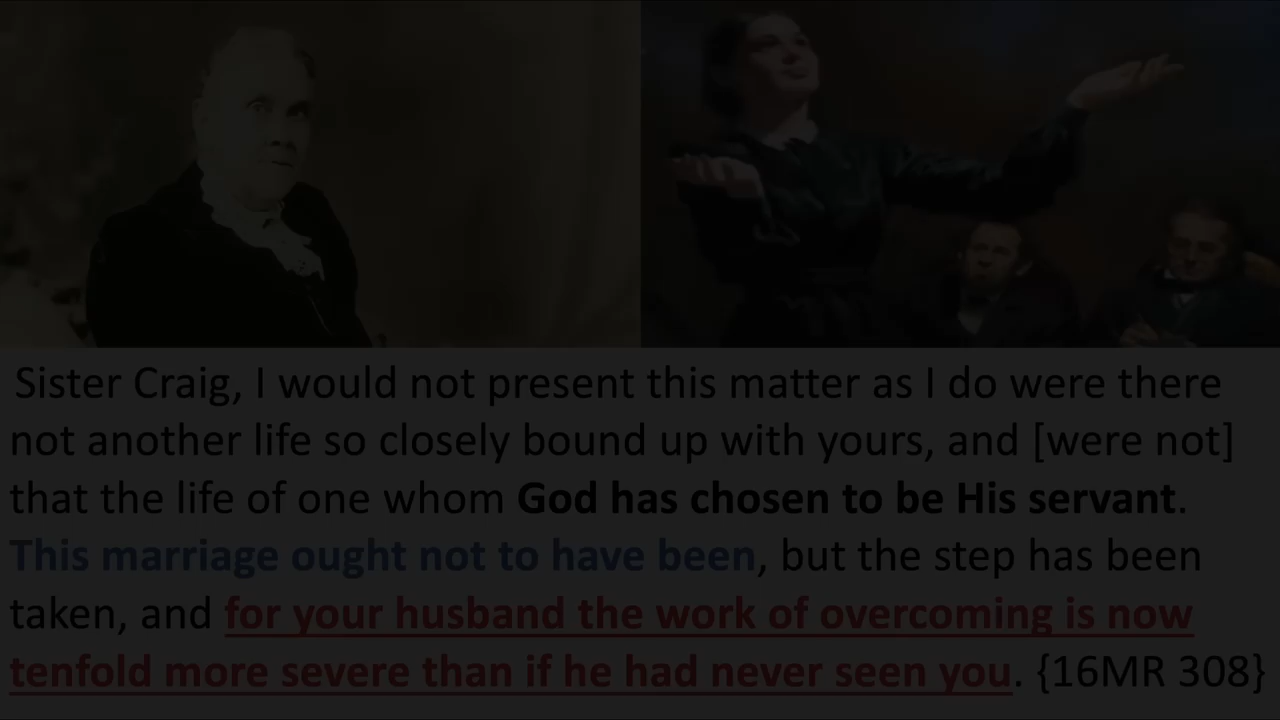 Sister Craig, I would not present this matter as I do were there
not another life so closely bound up with yours, and [were not]
that the life of one whom God has chosen to be His servant.
This marriage ought not to have been, but the step has been
taken, and for your husband the work of overcoming is now
tenfold more severe than if he had never seen you. {16MR 308}